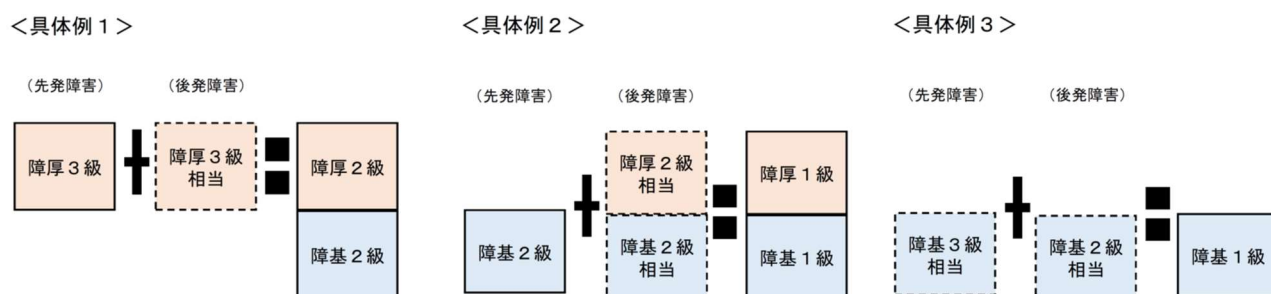 ＜具体例１＞
（先発障害）
（後発障害）
障厚３級
障厚３級
相当
障厚２級
障基２級
＜具体例２＞
（先発障害）
（後発障害）
障基２級
障厚２級
相当
障基２級
相当
障厚１級
障基１級
＜具体例３＞
（先発障害）
（後発障害）
障基３級
相当
障基２級
相当
障基１級